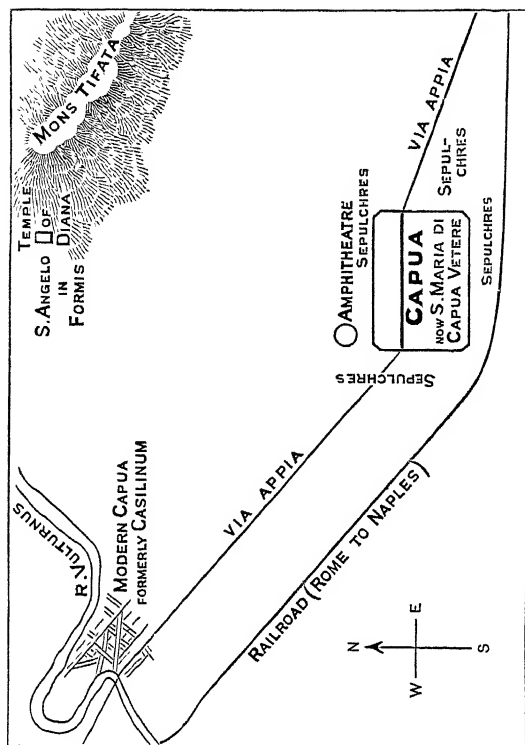 MONS TIFATA
TEMPLE
S. ANGELO OF
IN DIANA
FORMIS
VIA APPIA
SEPUL-
CHRES
AMPHITHEATRE
SEPULCHRES
CAPUA
NOW S. MARIA DI
CAPUA VETERE
SEPULCHRES
SEPULCHRES
R. VULTURNUS
MODERN CAPUA
FORMERLY CASILINUM
VIA APPIA
RAILROAD (ROME TO NAPLES)
N
W E
S